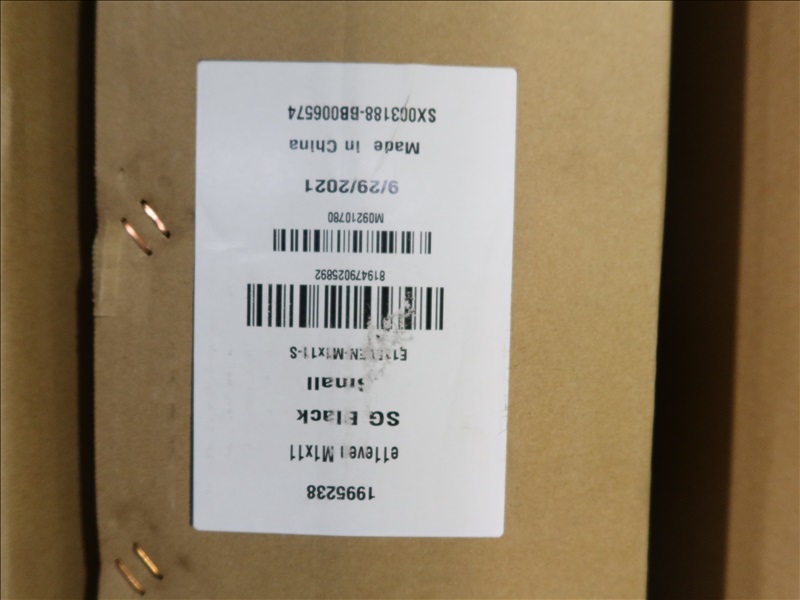 1995238
e11even M1x11
SG Black
Small
E11EVEN-M1x11-S
819479025892
M09210780
9/29/2021
Made in China
SX003188-BB006574